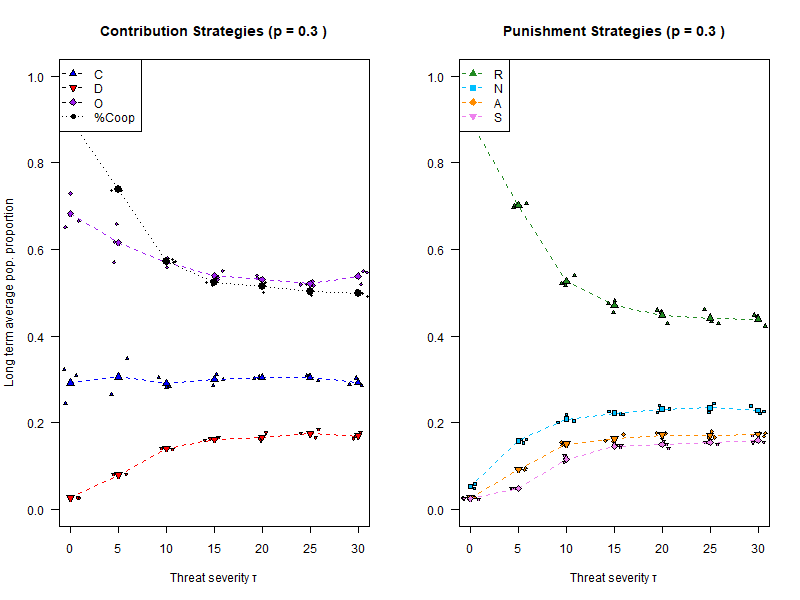 Contribution Strategies (p = 0.3 )
C
D
O
%Coop
1.0
0.8
0.6
0.4
0.2
0.0
Long term average pop. proportion
0 5 10 15 20 25 30
Threat severity τ
Punishment Strategies (p = 0.3 )
R
N
A
S
1.0
0.8
0.6
0.4
0.2
0.0
0 5 10 15 20 25 30
Threat severity τ